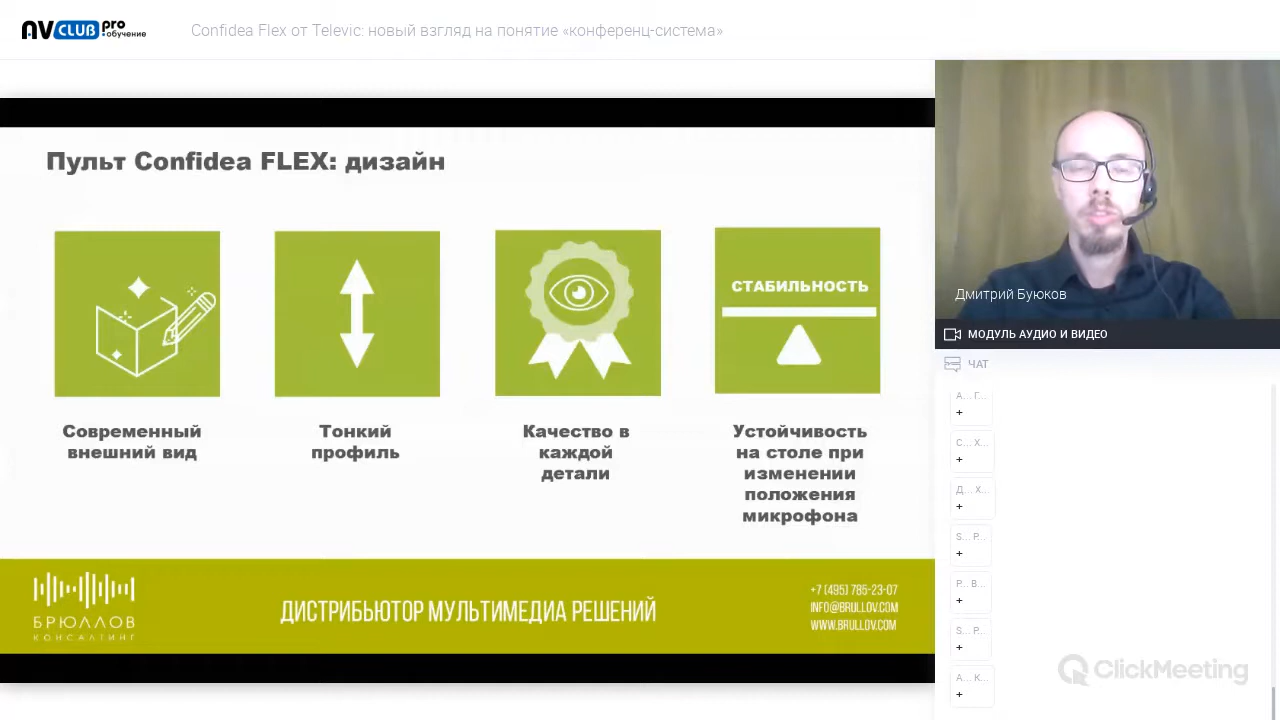 AVCLUB pro
обучение
Confidea Flex от Televic: новый взгляд на понятие «конференц-система»
Пульт Confidea FLEX: дизайн
СТАБИЛЬНОСТЬ
Современный
внешний вид
Тонкий
профиль
Качество в
каждой
детали
Устойчивость
на столе при
изменении
положения
микрофона
БРЮЛЛОВ
КОНСАЛТИНГ
ДИСТРИБЬЮТОР МУЛЬТИМЕДИА РЕШЕНИЙ
+7 (495) 785-23-07
INFO@BRULLOV.COM
WWW.BRULLOV.COM
Дмитрий Буюков
МОДУЛЬ АУДИО И ВИДЕО
ЧАТ
А... Г...
+
С... Х...
+
Д... Х...
+
S... P...
+
Р... В...
+
S... P...
+
А... К...
+
ClickMeeting